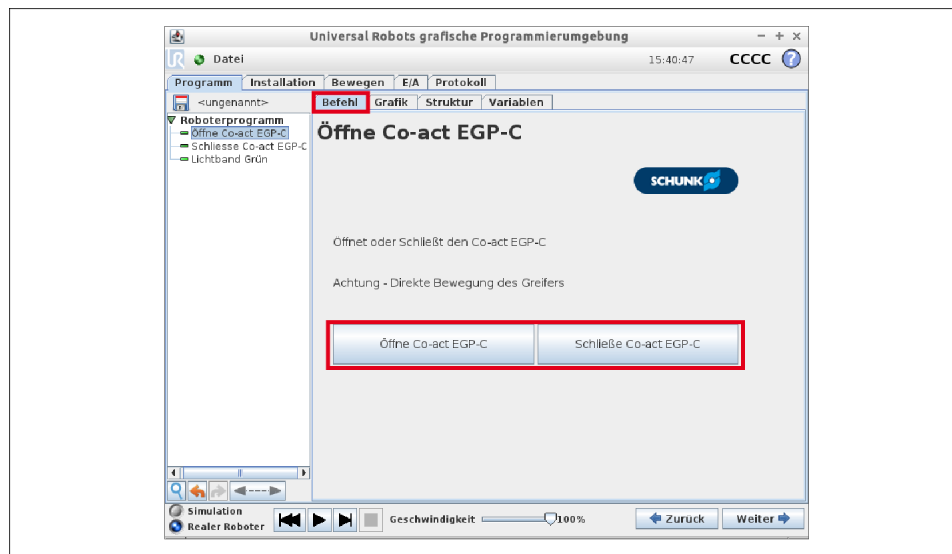 Universal Robots grafische Programmierumgebung
Datei
15:40:47
CCCC
?
Programm Installation Bewegen E/A Protokoll
<ungenannt>
Befehl Grafik Struktur Variablen
Roboterprogramm
Öffne Co-act EGP-C
Schliesse Co-act EGP-C
Lichtband Grün
Öffne Co-act EGP-C
SCHUNK
Öffnet oder Schließt den Co-act EGP-C
Achtung - Direkte Bewegung des Greifers
Öffne Co-act EGP-C
Schließe Co-act EGP-C
Simulation
Realer Roboter
Geschwindigkeit 100%
Zurück
Weiter